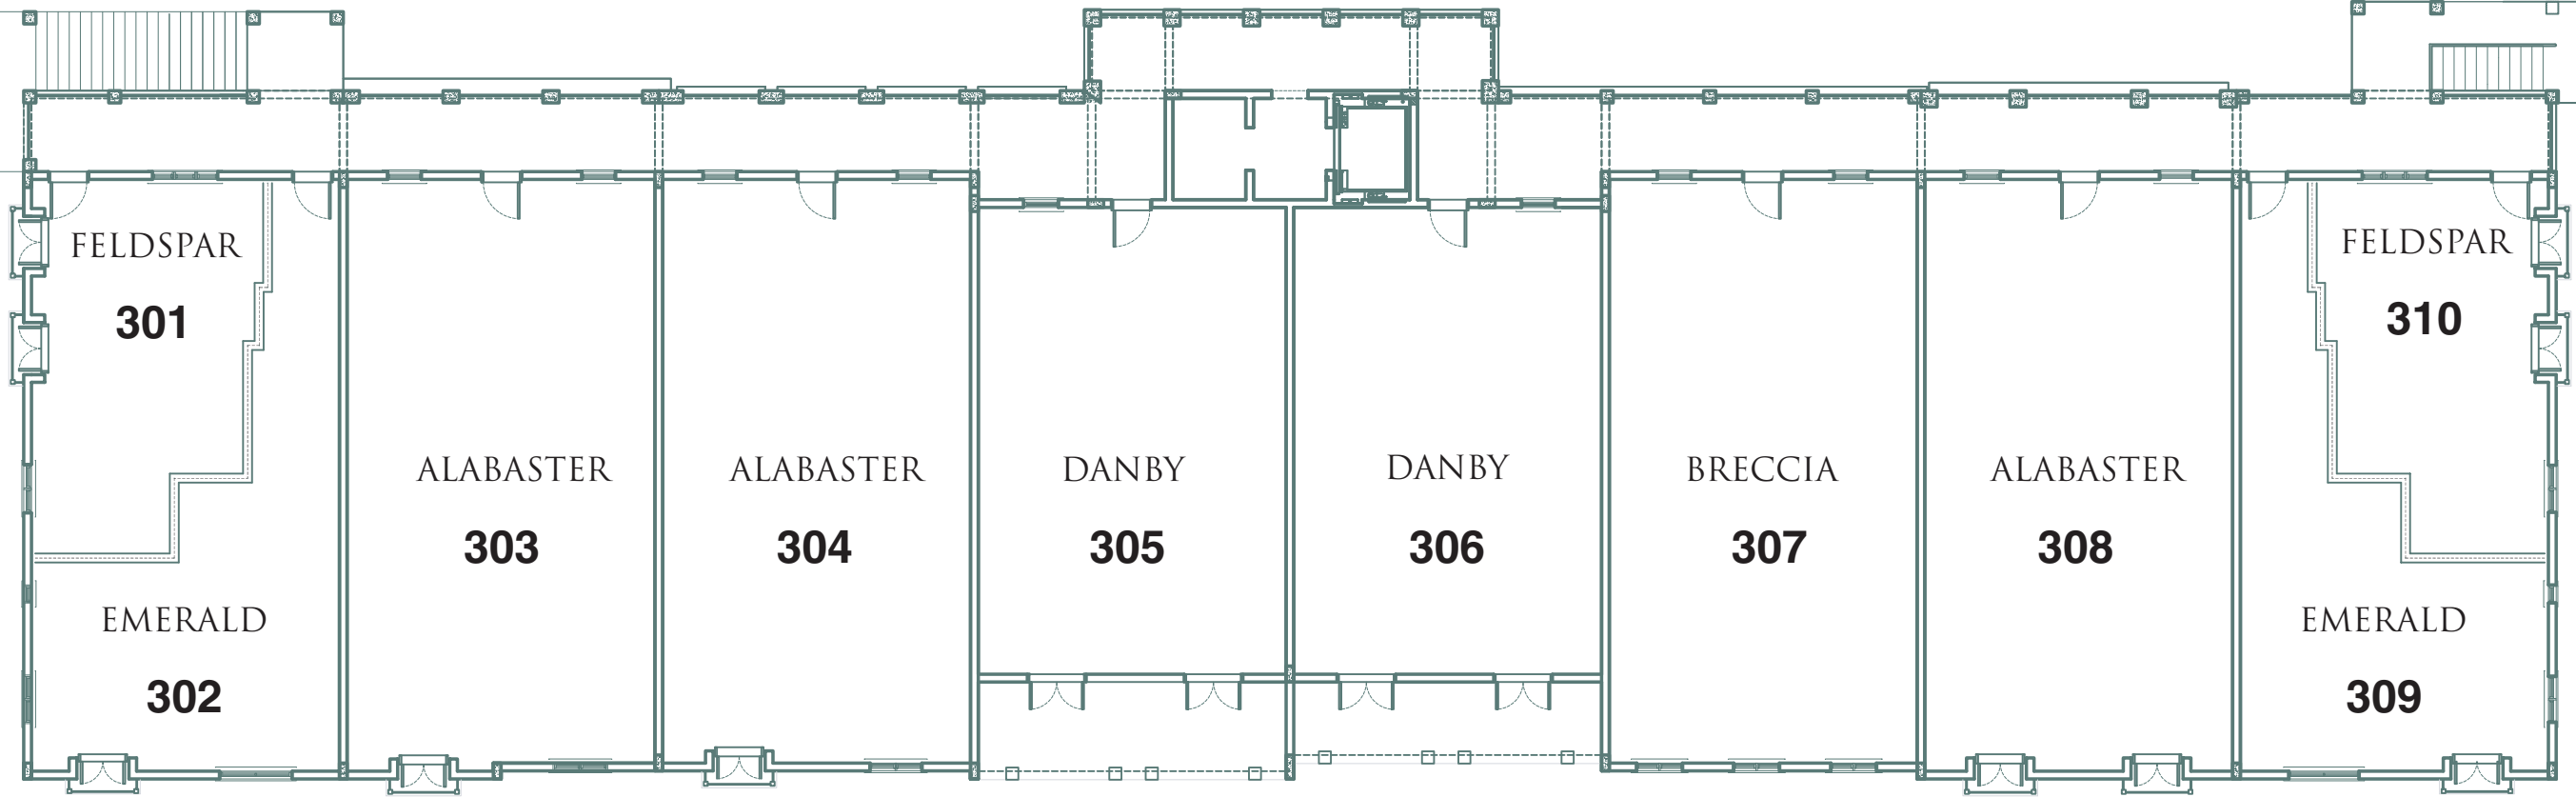 FELDSPAR
301
EMERALD
302
ALABASTER
303
ALABASTER
304
DANBY
305
DANBY
306
BRECCIA
307
ALABASTER
308
FELDSPAR
310
EMERALD
309